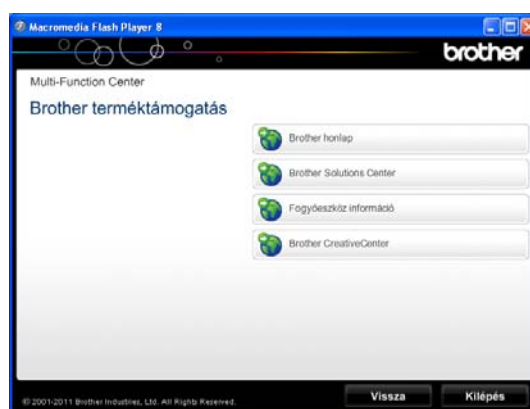 Macromedia Flash Player 8
brother
Multi-Function Center
Brother terméktámogatás
Brother honlap
Brother Solutions Center
Fogyóeszköz információ
Brother CreativeCenter
© 2001-2011 Brother Industries, Ltd. All Rights Reserved.
Vissza
Kilépés